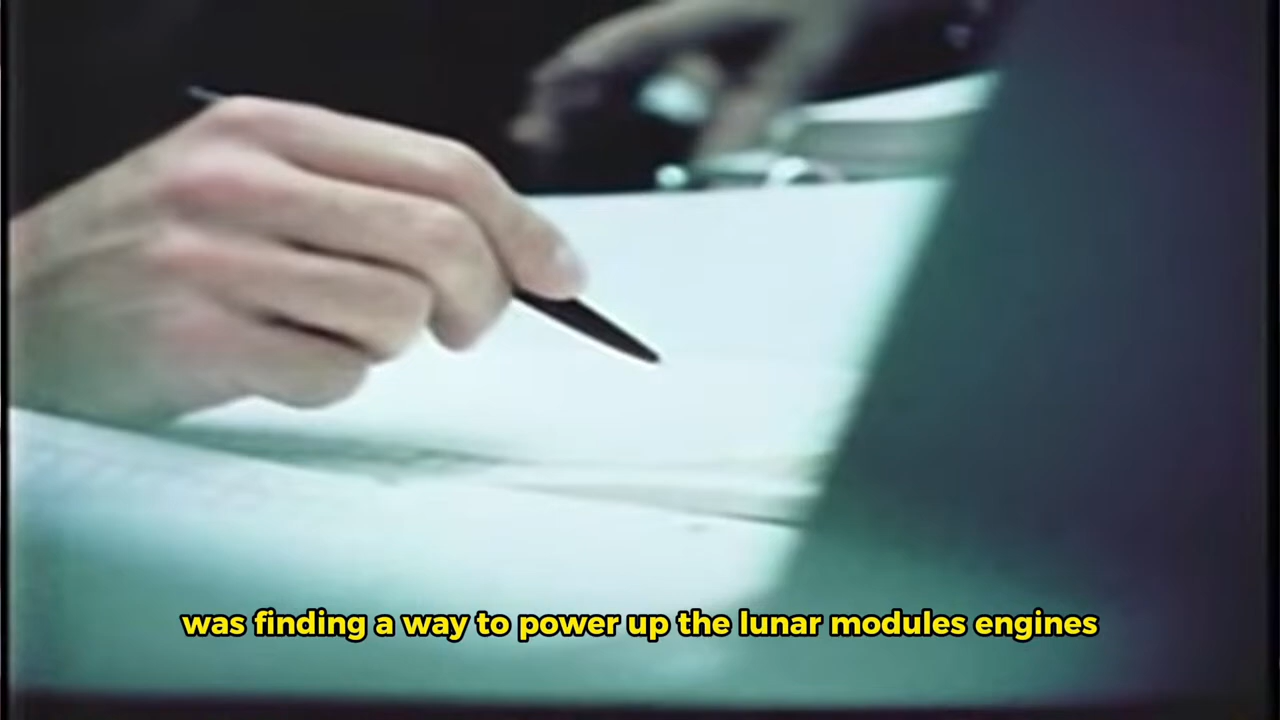 was finding a way to power up the lunar modules engines